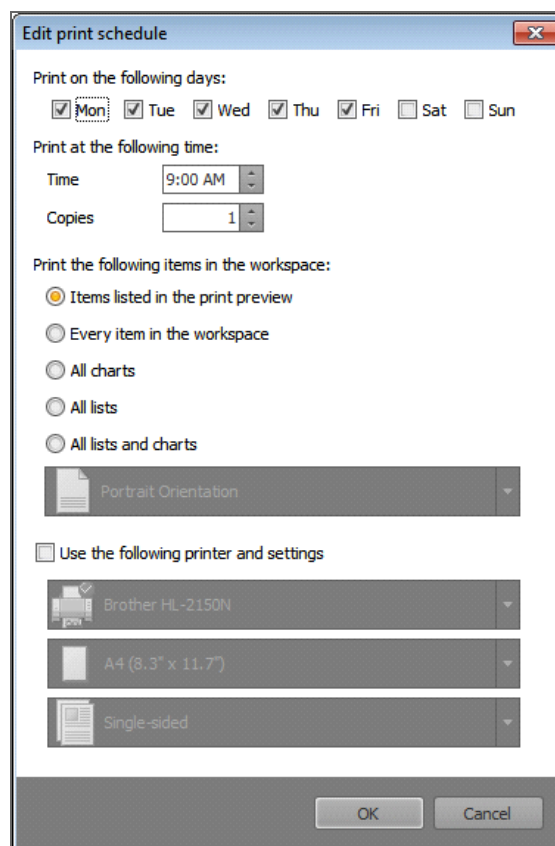 Edit print schedule
Print on the following days:
Mon Tue Wed Thu Fri Sat Sun
Print at the following time:
Time 9:00 AM
Copies 1
Print the following items in the workspace:
Items listed in the print preview
Every item in the workspace
All charts
All lists
All lists and charts
Portrait Orientation
Use the following printer and settings
Brother HL-2150N
A4 (8.3" x 11.7")
Single-sided
OK Cancel